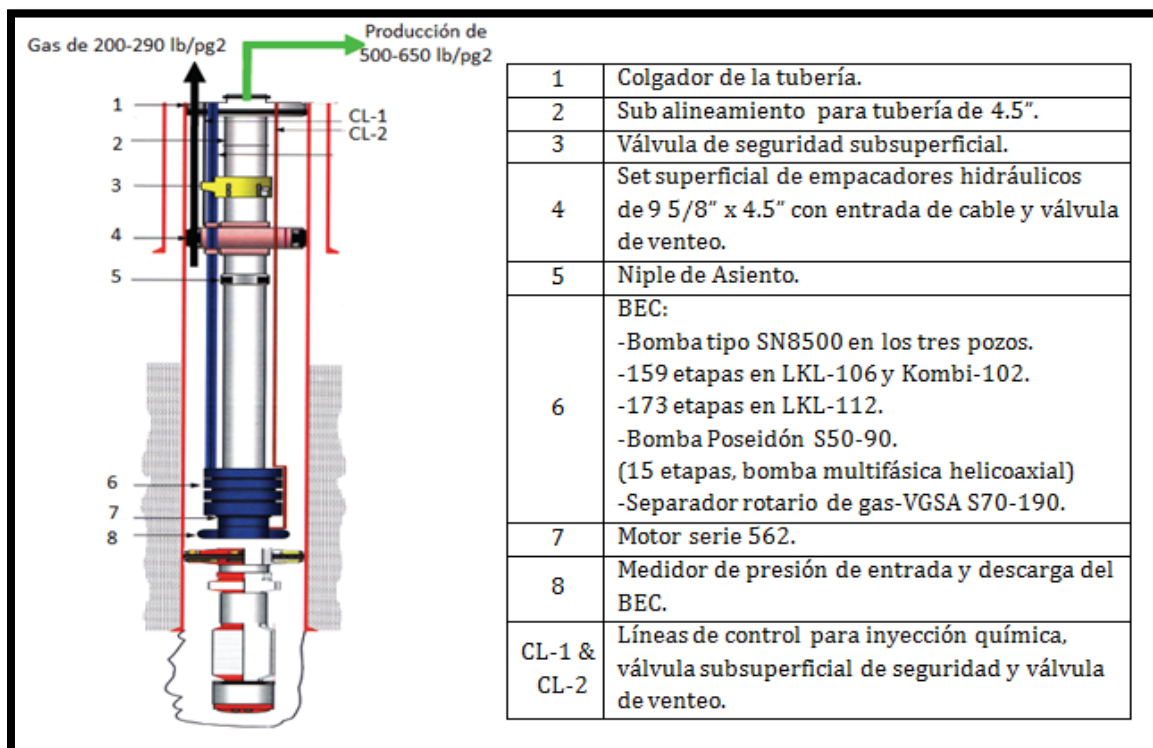 Gas de 200-290 lb/pg2
Producción de
500-650 lb/pg2
1
CL-1
CL-2
2
3
4
5
6
7
8
1
Colgador de la tubería.
2
Sub alineamiento para tubería de 4.5”.
3
Válvula de seguridad subsuperficial.
4
Set superficial de empacadores hidráulicos
de 9 5/8” x 4.5” con entrada de cable y válvula
de venteo.
5
Niple de Asiento.
6
BEC:
-Bomba tipo SN8500 en los tres pozos.
-159 etapas en LKL-106 y Kombi-102.
-173 etapas en LKL-112.
-Bomba Poseidón S50-90.
(15 etapas, bomba multifásica helicoaxial)
-Separador rotario de gas-VGSA S70-190.
7
Motor serie 562.
8
Medidor de presión de entrada y descarga del
BEC.
CL-1 &
CL-2
Líneas de control para inyección química,
válvula subsuperficial de seguridad y válvula
de venteo.